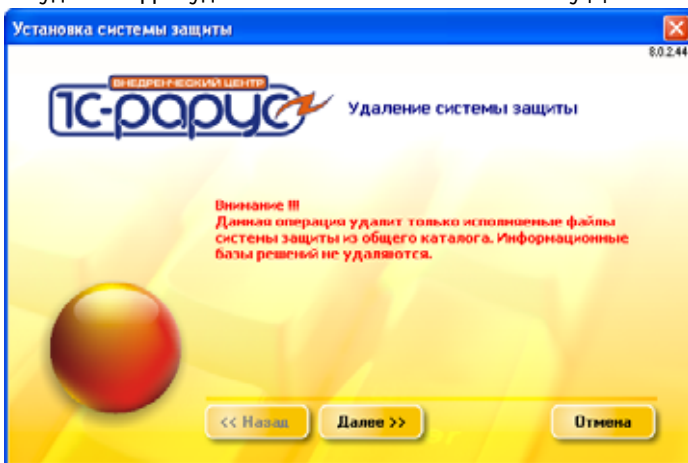 Установка системы защиты
8.0.2.44
ВНЕДРЕНЧЕСКИЙ ЦЕНТР
1С-рарус
Удаление системы защиты
Внимание !!!
Данная операция удалит только исполняемые файлы
системы защиты из общего каталога. Информационные
базы решений не удаляются.
<< Назад
Далее >>
Отмена